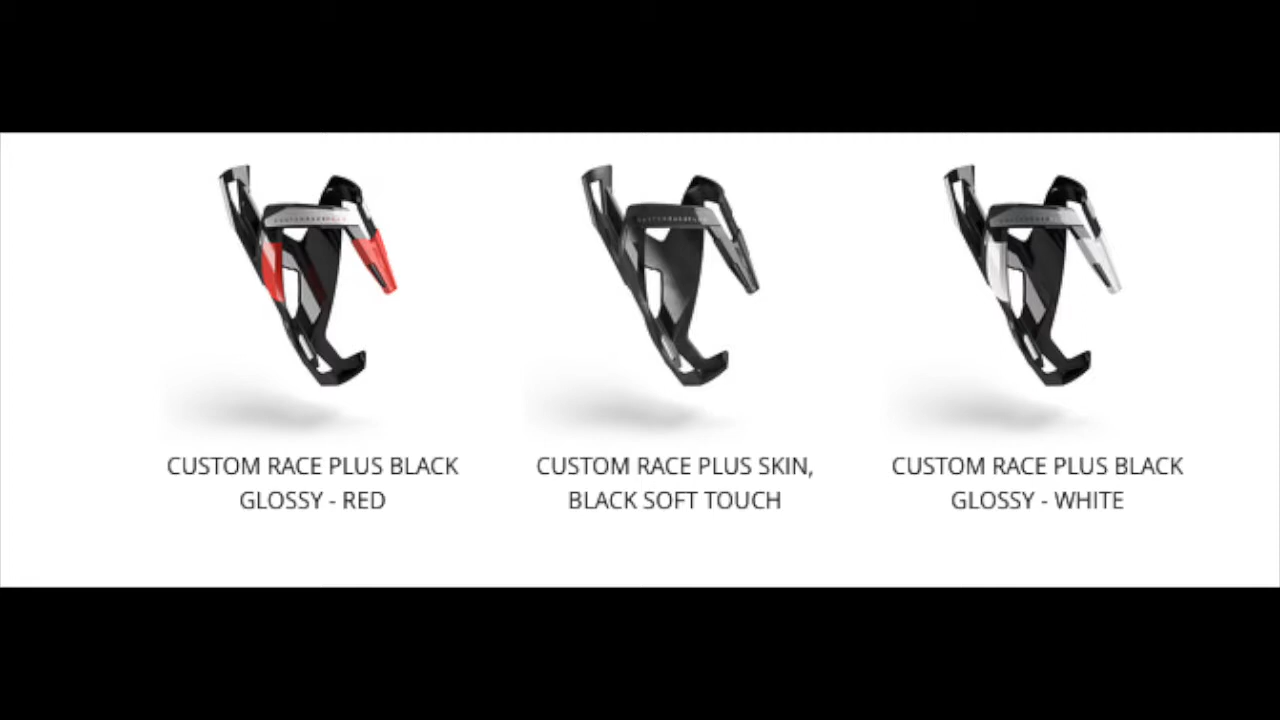 CUSTOM RACE PLUS BLACK
GLOSSY - RED
CUSTOM RACE PLUS SKIN,
BLACK SOFT TOUCH
CUSTOM RACE PLUS BLACK
GLOSSY - WHITE